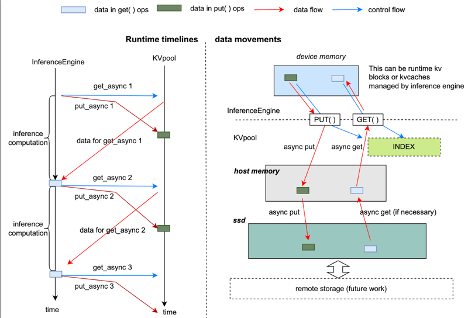 data in get() ops
data in put() ops
data flow
control flow
Runtime timelines
data movements
InferenceEngine
KVpool
get_async 1
put_async 1
inference
computation
data for get_async 1
get_async 2
put_async 2
inference
computation
data for get_async 2
get_async 3
put_async 3
time
time
device memory
This can be runtime kv
blocks or kvcaches
managed by inference engine
InferenceEngine
PUT( )
GET( )
KVpool
INDEX
async put
async get
host memory
async put
async get (if necessary)
ssd
remote storage (future work)